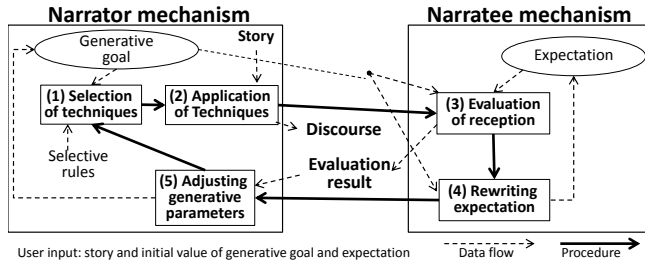 Narrator mechanism
Narratee mechanism
Generative
goal
Story
Expectation
(1) Selection
of techniques
(2) Application
of Techniques
(3) Evaluation
of reception
Discourse
Selective
rules
Evaluation
result
(5) Adjusting
generative
parameters
(4) Rewriting
expectation
User input: story and initial value of generative goal and expectation
Data flow
Procedure